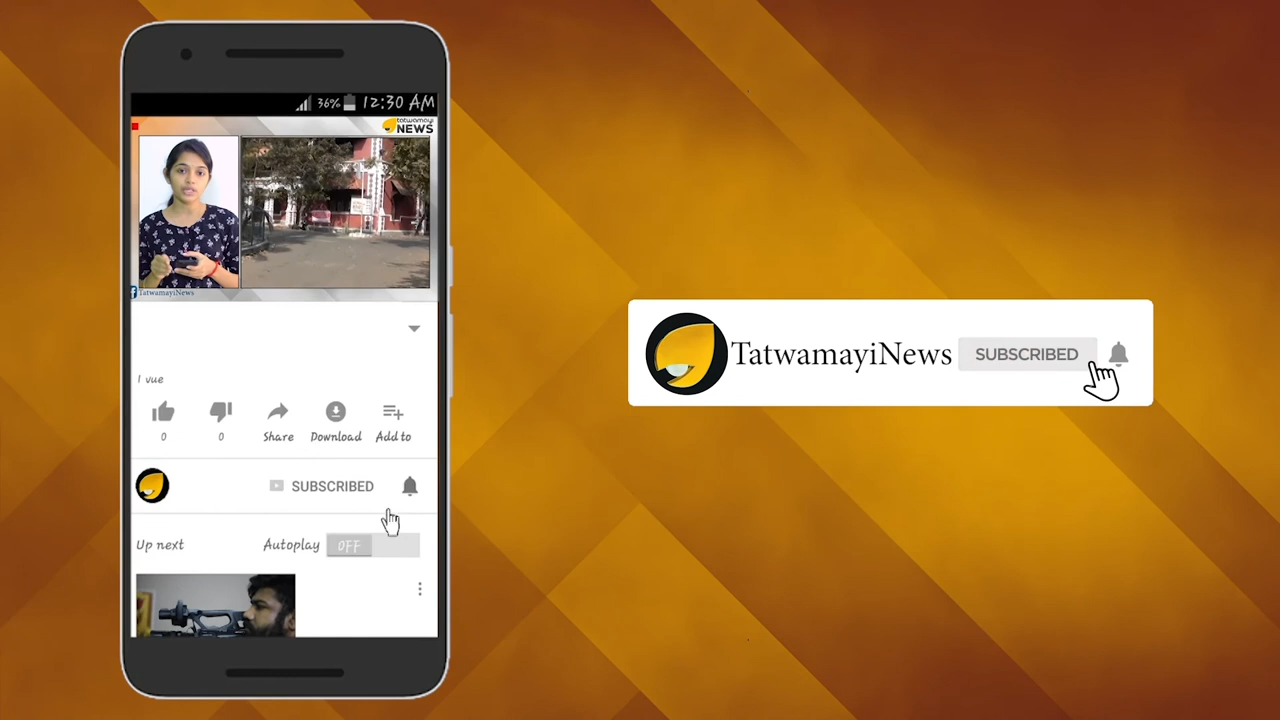 36% 12:30 AM
tatwamayi
NEWS
TatwamayiNews
1 vue
0 0 Share Download Add to
SUBSCRIBED
Up next Autoplay OFF
TatwamayiNews SUBSCRIBED